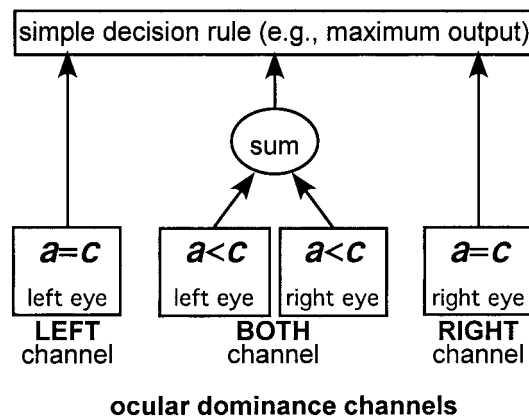 simple decision rule (e.g., maximum output)
sum
a=c a<c a<c a=c
left eye left eye right eye right eye
LEFT BOTH RIGHT
channel channel channel
ocular dominance channels